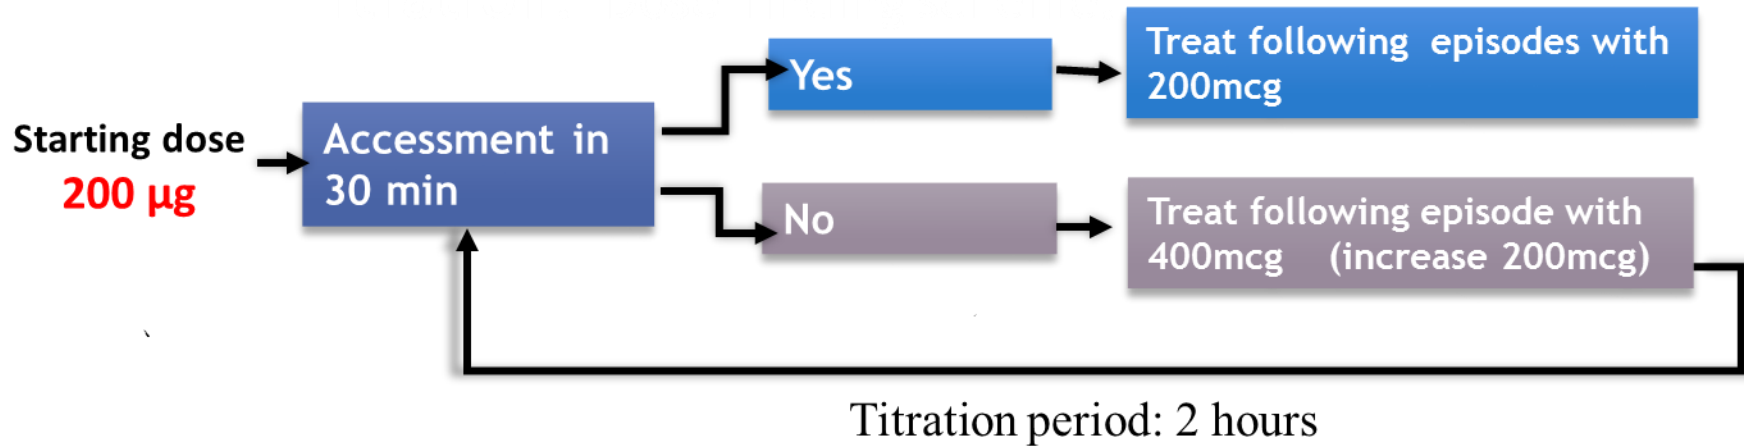 Starting dose
200 µg
Accessment in
30 min
Yes
Treat following episodes with
200mcg
No
Treat following episode with
400mcg (increase 200mcg)
Titration period: 2 hours